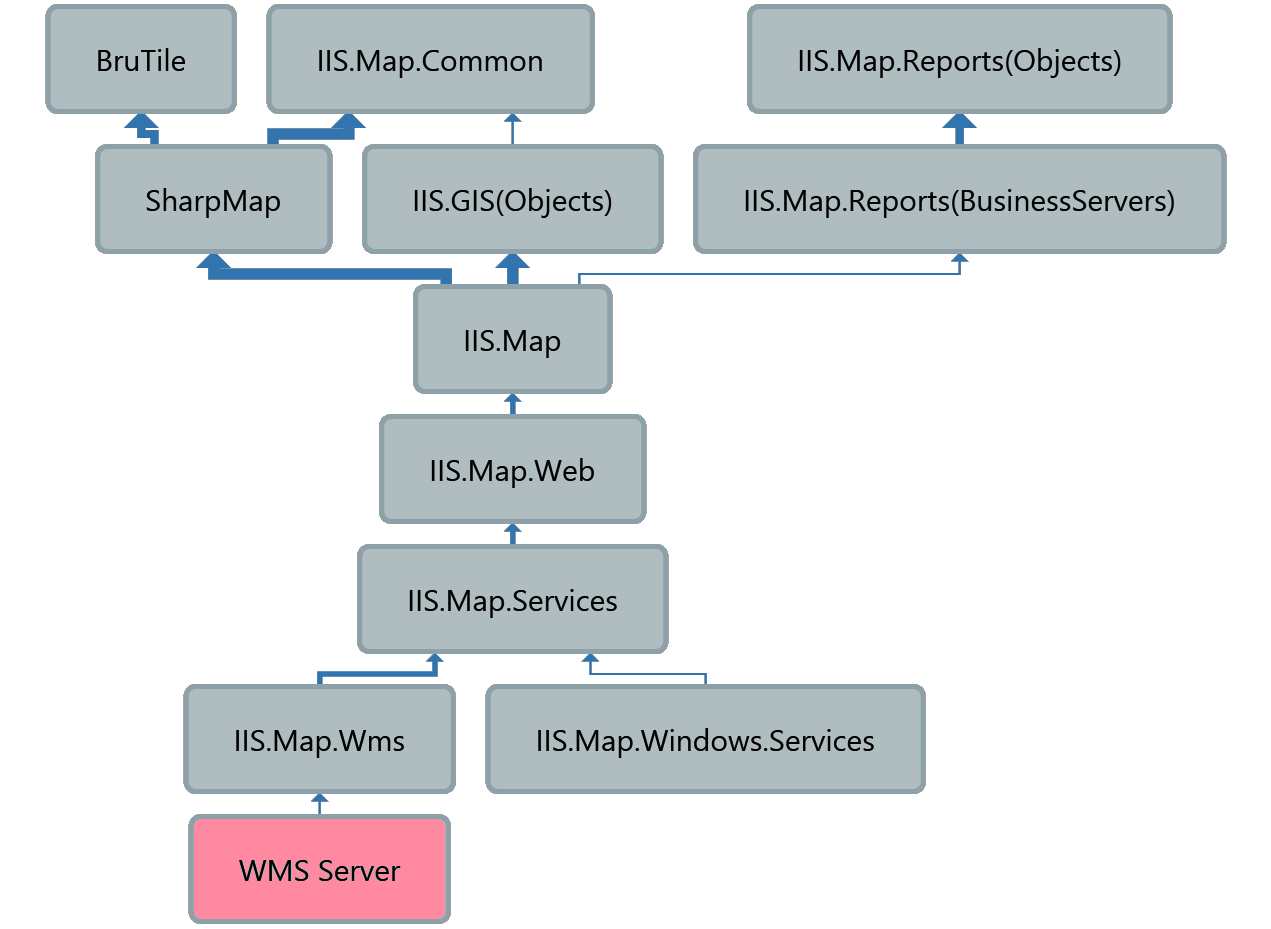 BruTile
IIS.Map.Common
IIS.Map.Reports(Objects)
SharpMap
IIS.GIS(Objects)
IIS.Map.Reports(BusinessServers)
IIS.Map
IIS.Map.Web
IIS.Map.Services
IIS.Map.Wms
IIS.Map.Windows.Services
WMS Server